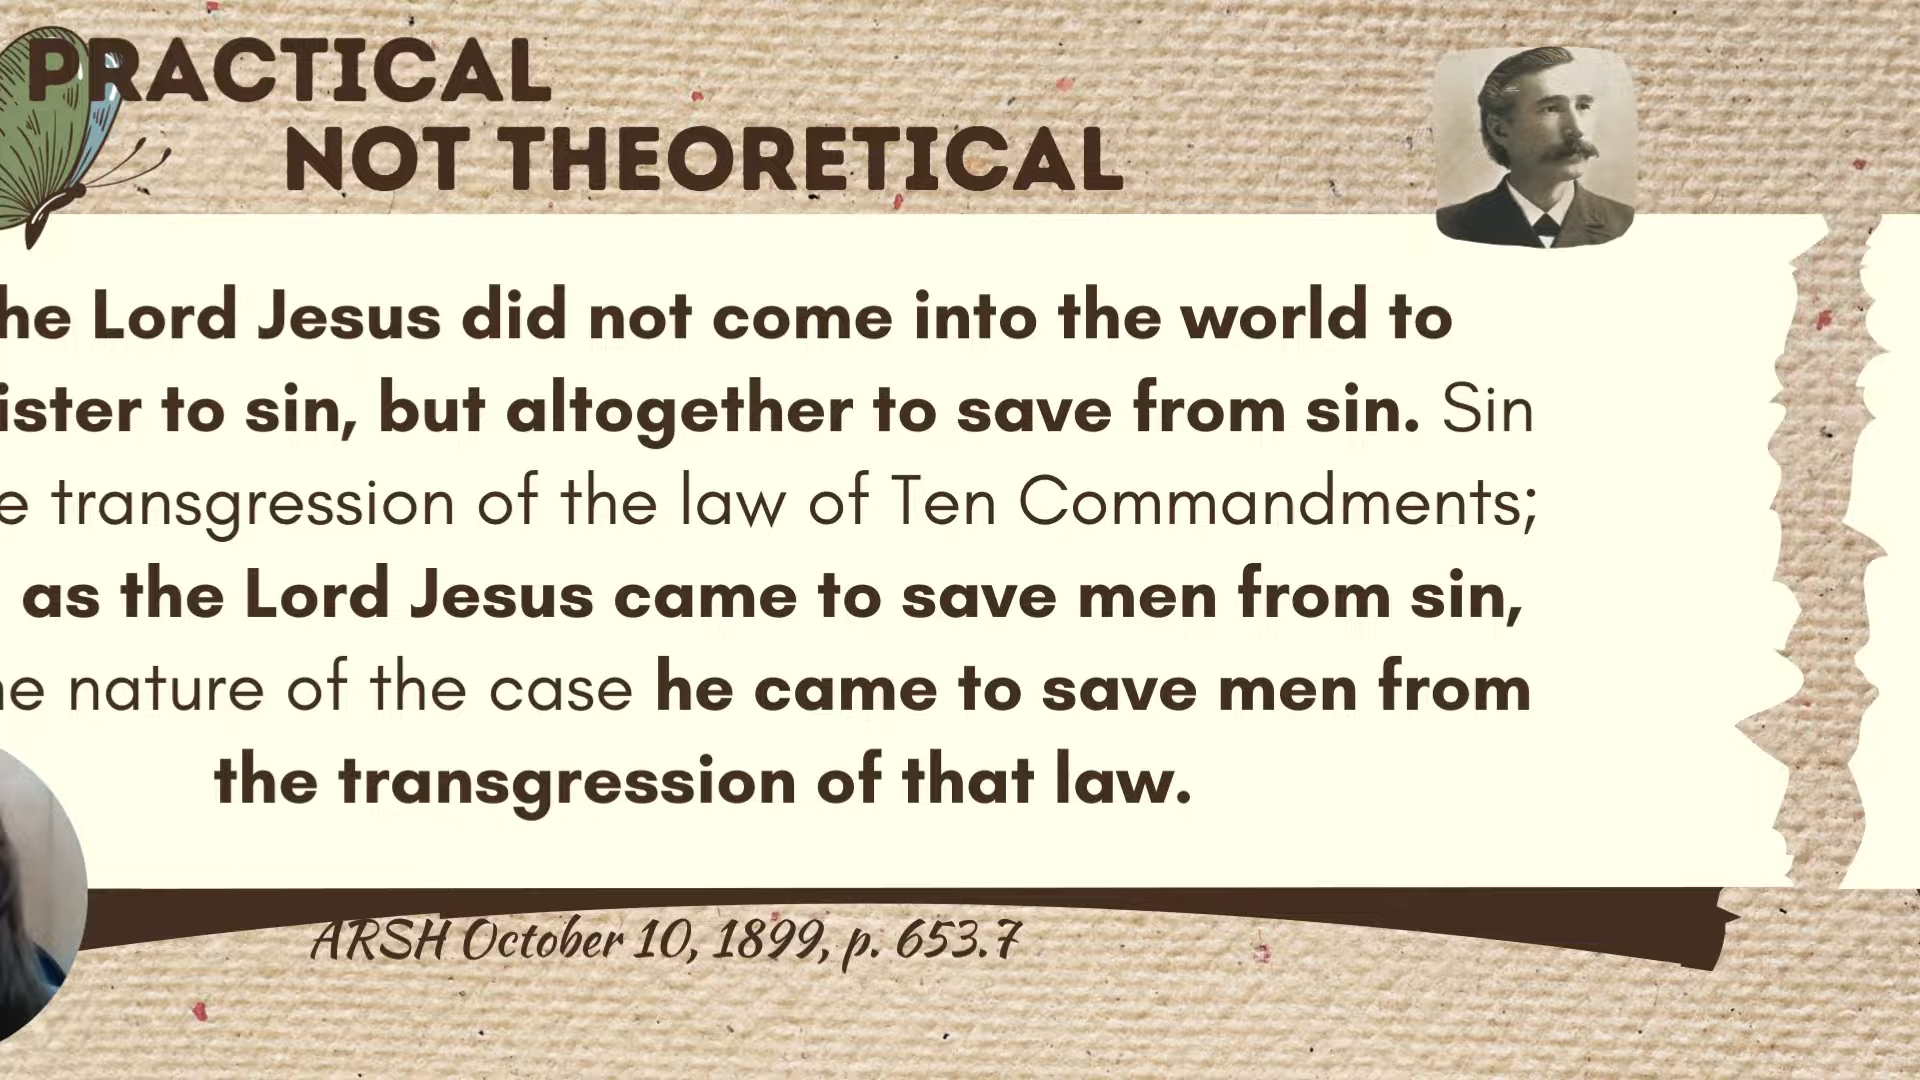 PRACTICAL
NOT THEORETICAL
he Lord Jesus did not come into the world to
ister to sin, but altogether to save from sin. Sin
e transgression of the law of Ten Commandments;
as the Lord Jesus came to save men from sin,
he nature of the case he came to save men from
the transgression of that law.
ARSH October 10, 1899, p. 653.7